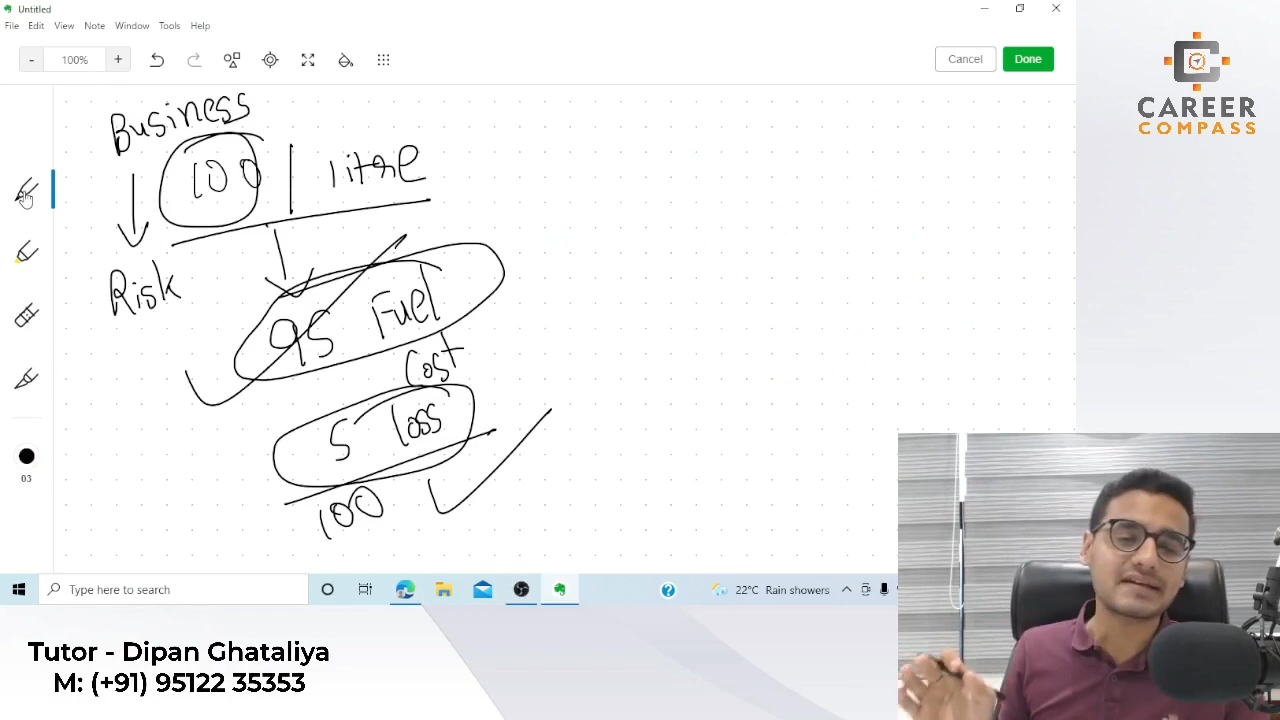 Untitled
File Edit View Note Window Tools Help
- 100% +
Cancel Done
CAREER
COMPASS
Business
100 | litre
Risk
95 Fuel
Cost
5 loss
100
03
Type here to search
22°C Rain showers
Tutor - Dipan Ghataliya
M: (+91) 95122 35353